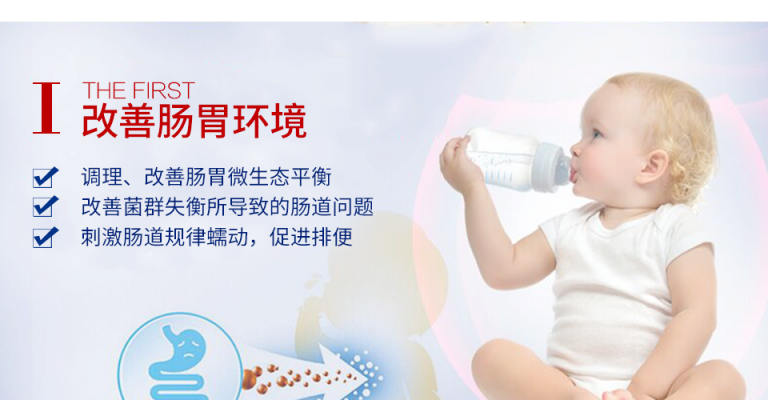 I
THE FIRST
改善肠胃环境
调理、改善肠胃微生态平衡
改善菌群失衡所导致的肠道问题
刺激肠道规律蠕动，促进排便